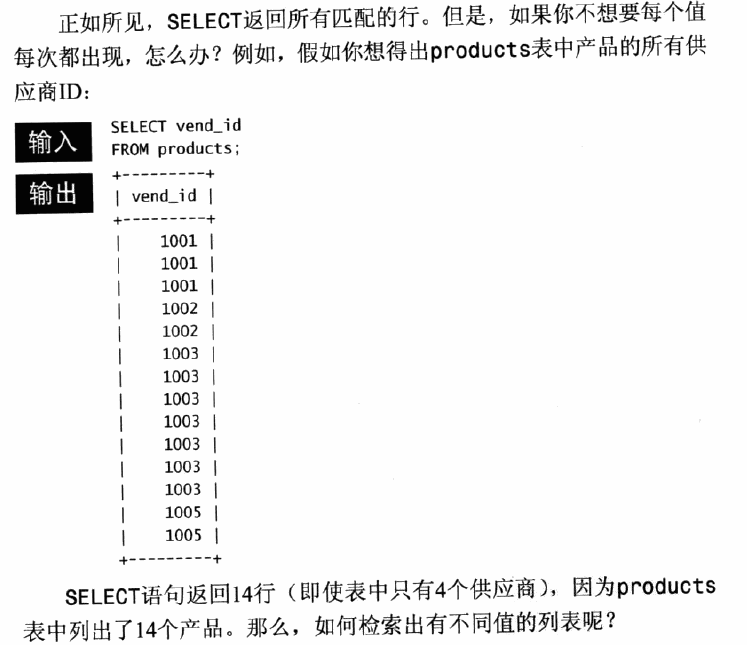 正如所见，SELECT返回所有匹配的行。但是，如果你不想要每个值
每次都出现，怎么办？例如，假如你想得出products表中产品的所有供
应商ID：
输入
SELECT vend_id
FROM products;
输出
+---------+
| vend_id |
+---------+
|    1001 |
|    1001 |
|    1001 |
|    1002 |
|    1002 |
|    1003 |
|    1003 |
|    1003 |
|    1003 |
|    1003 |
|    1003 |
|    1003 |
|    1005 |
|    1005 |
+---------+
SELECT语句返回14行（即使表中只有4个供应商），因为products
表中列出了14个产品。那么，如何检索出有不同值的列表呢？